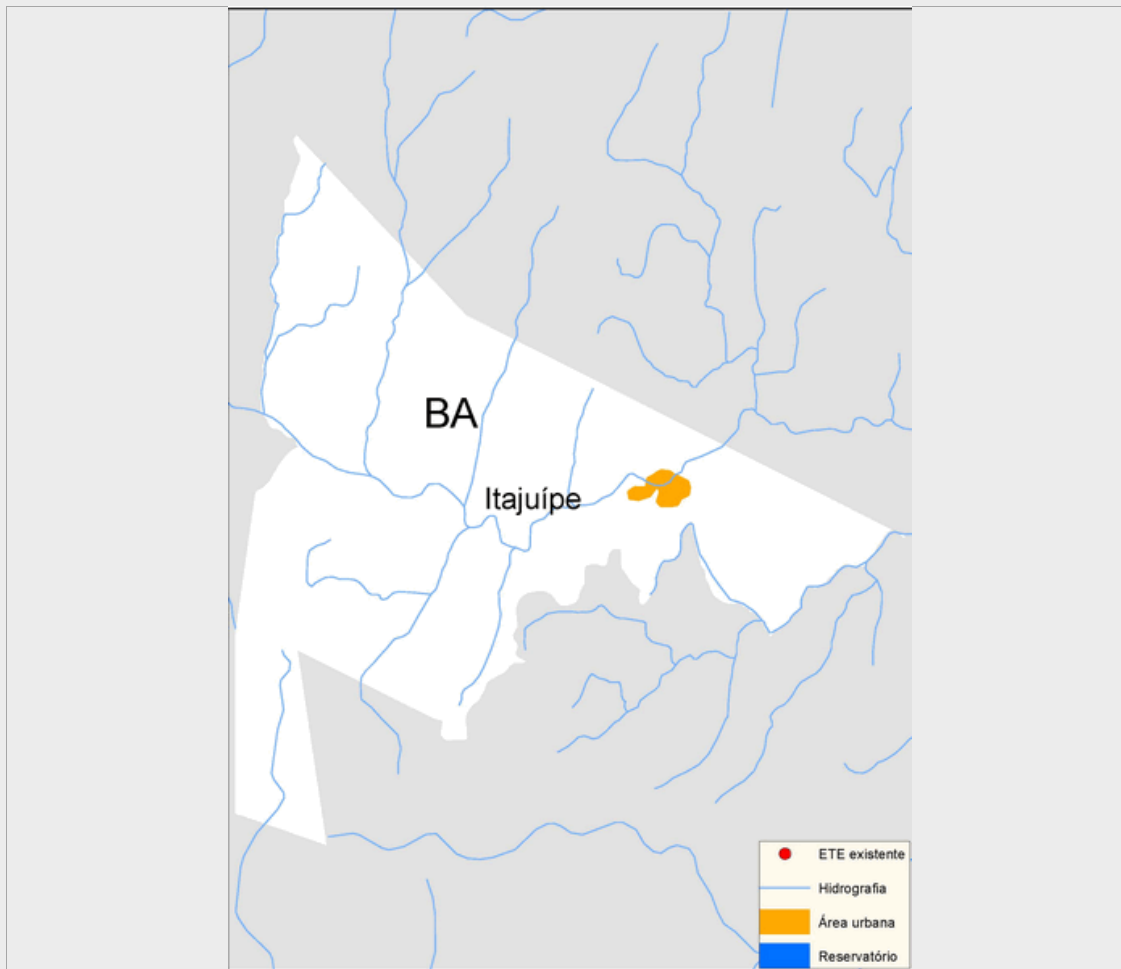 BA
Itajuípe
ETE existente
Hidrografia
Área urbana
Reservatório